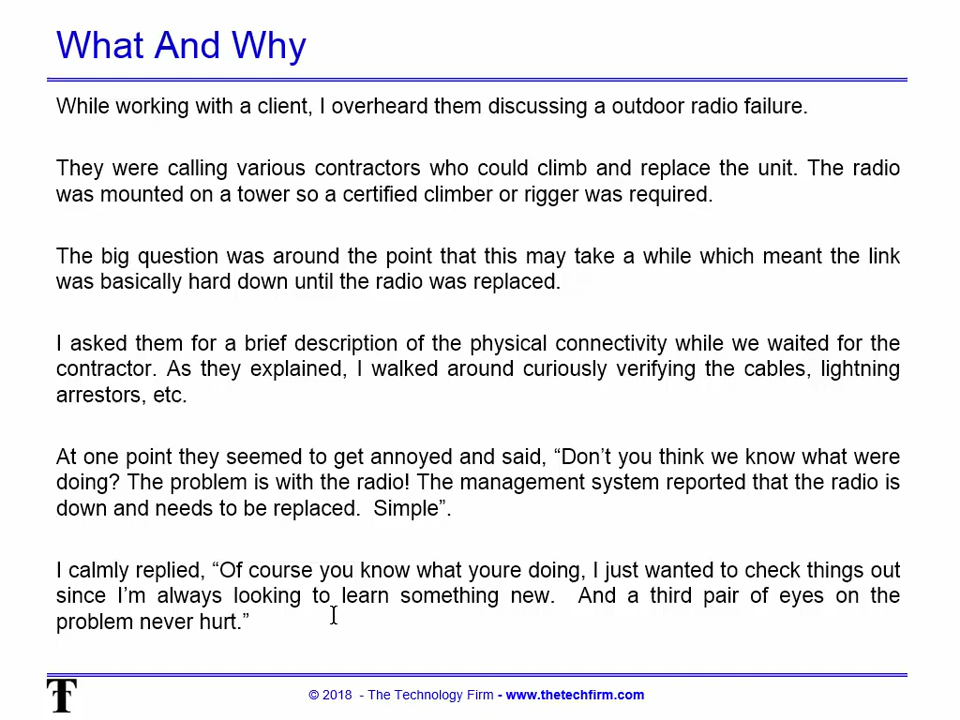 What And Why
While working with a client, I overheard them discussing a outdoor radio failure.
They were calling various contractors who could climb and replace the unit. The radio
was mounted on a tower so a certified climber or rigger was required.
The big question was around the point that this may take a while which meant the link
was basically hard down until the radio was replaced.
I asked them for a brief description of the physical connectivity while we waited for the
contractor. As they explained, I walked around curiously verifying the cables, lightning
arrestors, etc.
At one point they seemed to get annoyed and said, “Don’t you think we know what were
doing? The problem is with the radio! The management system reported that the radio is
down and needs to be replaced.  Simple”.
I calmly replied, “Of course you know what youre doing, I just wanted to check things out
since I’m always looking to learn something new.  And a third pair of eyes on the
problem never hurt.”
© 2018  - The Technology Firm - www.thetechfirm.com